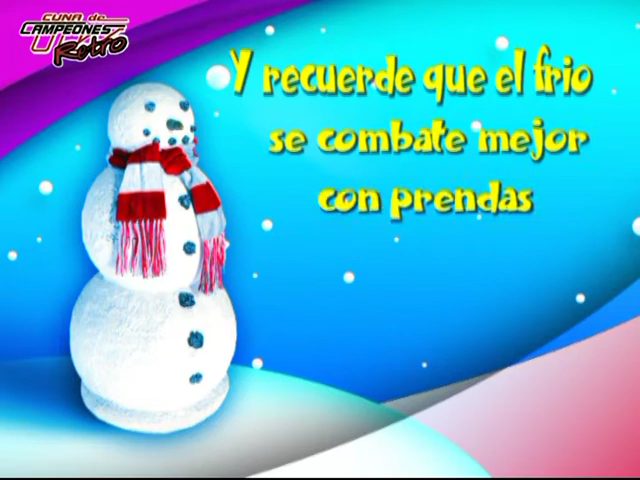 CUNA de
CAMPEONES
Retro
Y recuerde que el frio
se combate mejor
con prendas